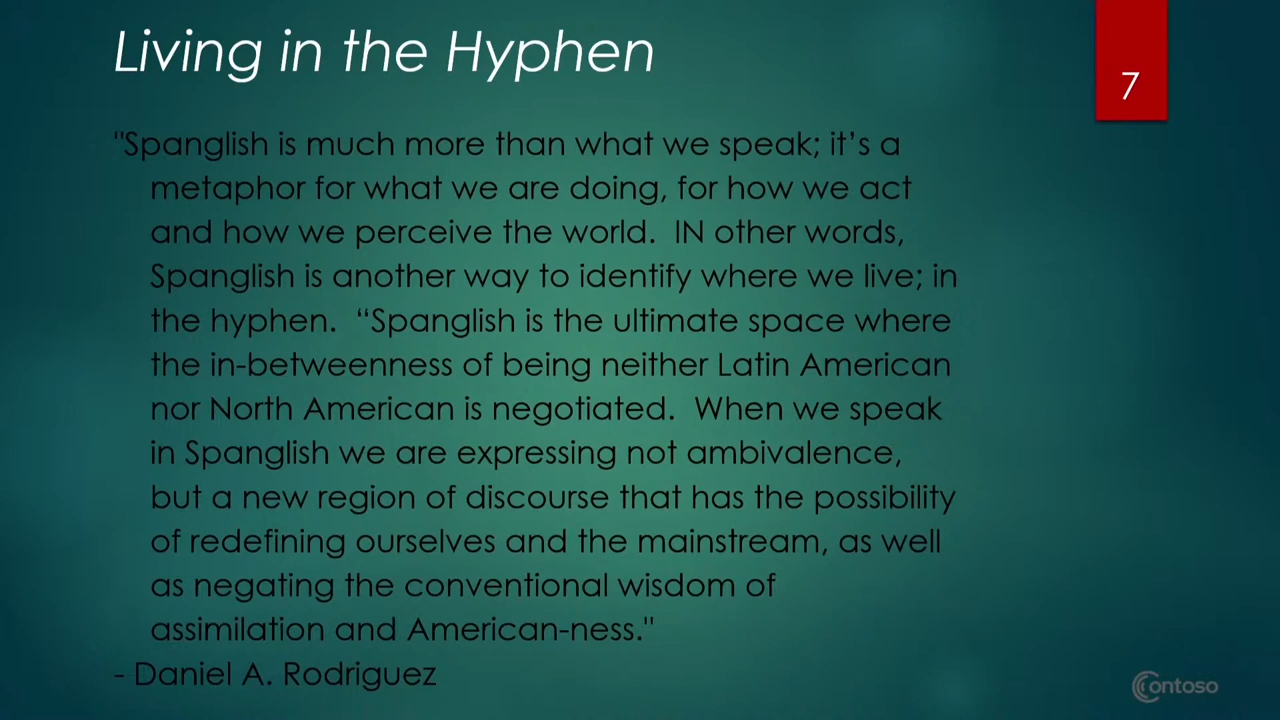 Living in the Hyphen
7
"Spanglish is much more than what we speak; it’s a
metaphor for what we are doing, for how we act
and how we perceive the world.  IN other words,
Spanglish is another way to identify where we live; in
the hyphen.  “Spanglish is the ultimate space where
the in-betweenness of being neither Latin American
nor North American is negotiated.  When we speak
in Spanglish we are expressing not ambivalence,
but a new region of discourse that has the possibility
of redefining ourselves and the mainstream, as well
as negating the conventional wisdom of
assimilation and American-ness."
- Daniel A. Rodriguez
Contoso